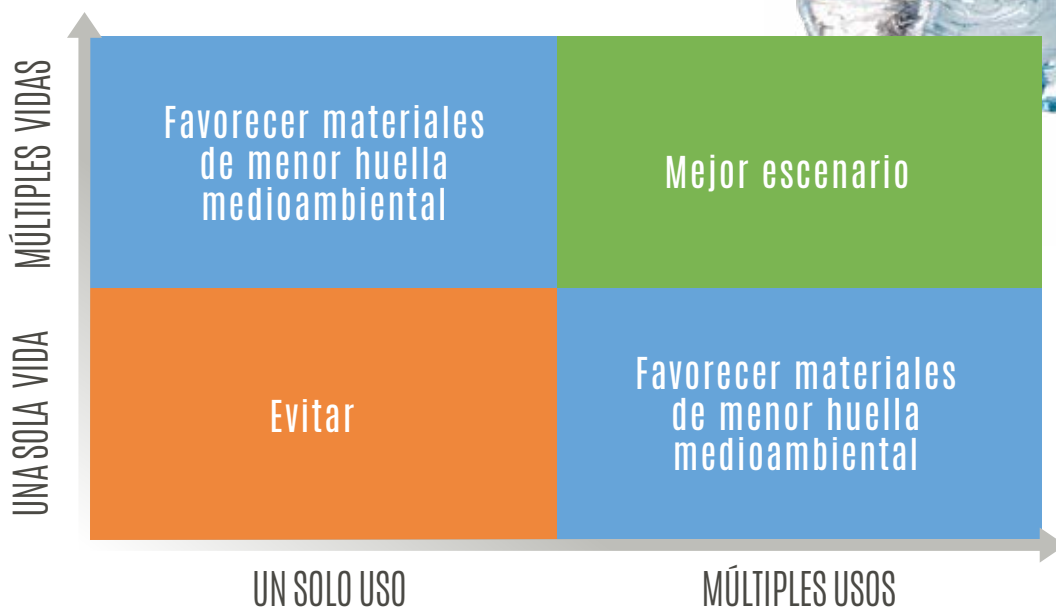 MÚLTIPLES VIDAS
Favorecer materiales
de menor huella
medioambiental
Mejor escenario
UNA SOLA VIDA
Evitar
Favorecer materiales
de menor huella
medioambiental
UN SOLO USO
MÚLTIPLES USOS